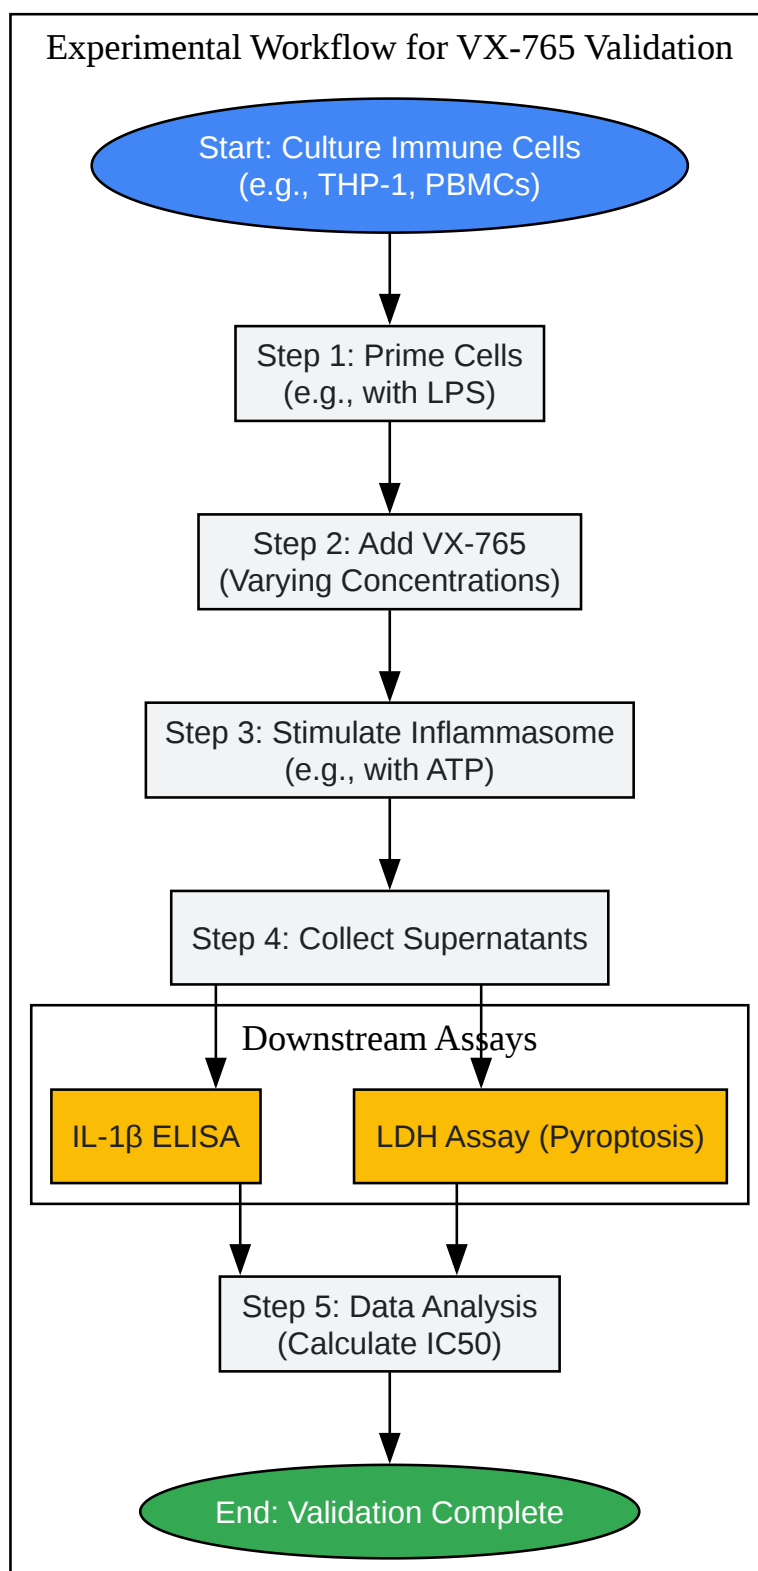 Experimental Workflow for VX-765 Validation
Start: Culture Immune Cells
(e.g., THP-1, PBMCs)
Step 1: Prime Cells
(e.g., with LPS)
Step 2: Add VX-765
(Varying Concentrations)
Step 3: Stimulate Inflammasome
(e.g., with ATP)
Step 4: Collect Supernatants
Downstream Assays
IL-1β ELISA
LDH Assay (Pyroptosis)
Step 5: Data Analysis
(Calculate IC50)
End: Validation Complete